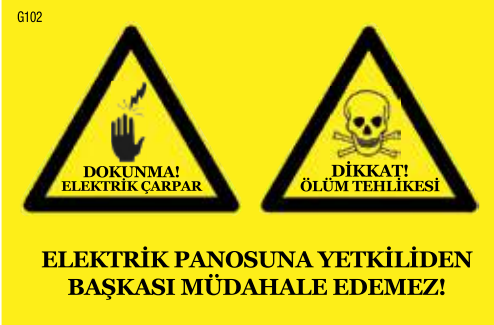 G102
DOKUNMA!
ELEKTRİK ÇARPAR
DİKKAT!
ÖLÜM TEHLİKESİ
ELEKTRİK PANOSUNA YETKİLİDEN
BAŞKASI MÜDAHALE EDEMEZ!